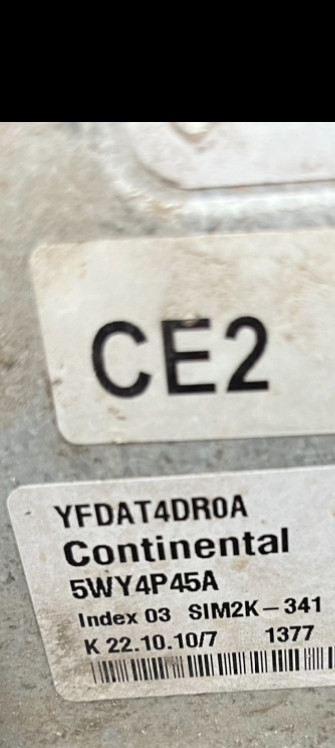 CE2
YFDAT4DR0A
Continental
5WY4P45A
Index 03 SIM2K-341
K 22.10.10/7 1377